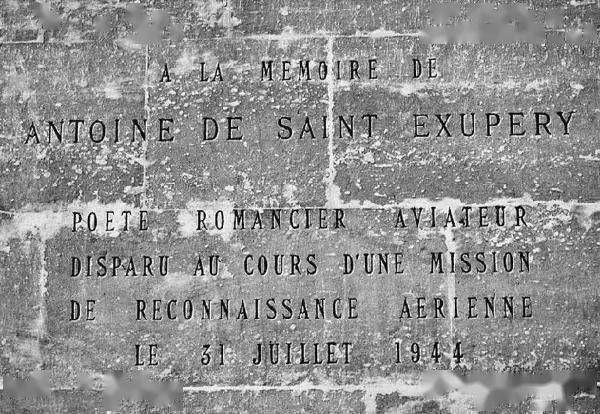 A LA MEMOIRE DE
ANTOINE DE SAINT EXUPERY
POETE ROMANCIER AVIATEUR
DISPARU AU COURS D'UNE MISSION
DE RECONNAISSANCE AERIENNE
LE 31 JUILLET 1944